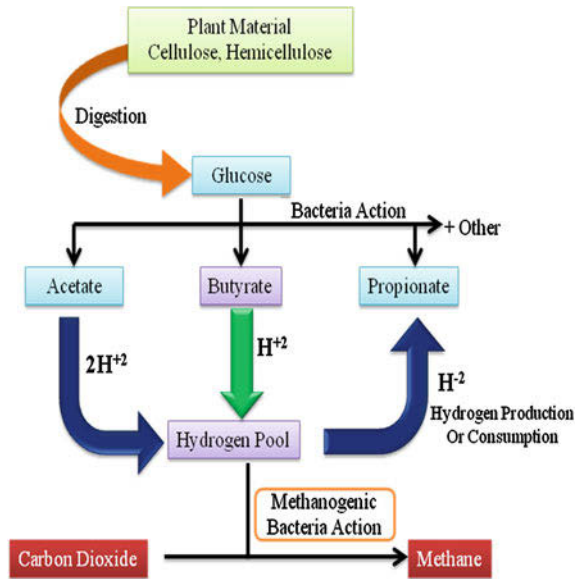 Plant Material
Cellulose, Hemicellulose
Digestion
Glucose
Bacteria Action
+ Other
Acetate
Butyrate
Propionate
2H⁺²
H⁺²
H⁻²
Hydrogen Production
Or Consumption
Hydrogen Pool
Methanogenic
Bacteria Action
Carbon Dioxide
Methane